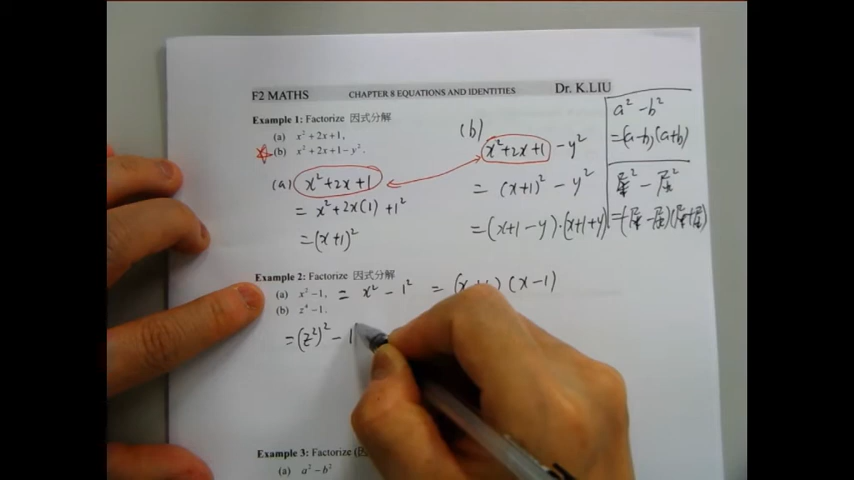 F2 MATHS CHAPTER 8 EQUATIONS AND IDENTITIES Dr. K.LIU
Example 1: Factorize 因式分解
(a) x² + 2x + 1,
(b) x² + 2x + 1 − y².
(a) x²+2x+1
= x²+2x(1) +1²
= (x+1)²
(b) x²+2x+1 − y²
= (x+1)² − y²
= (x+1−y)·(x+1+y)
a² − b²
= (a−b)(a+b)
Example 2: Factorize 因式分解
(a) x² − 1, = x² − 1² = (x+1) (x−1)
(b) z⁴ − 1.
= (z²)² − 1
Example 3: Factorize
(a) a² − b²